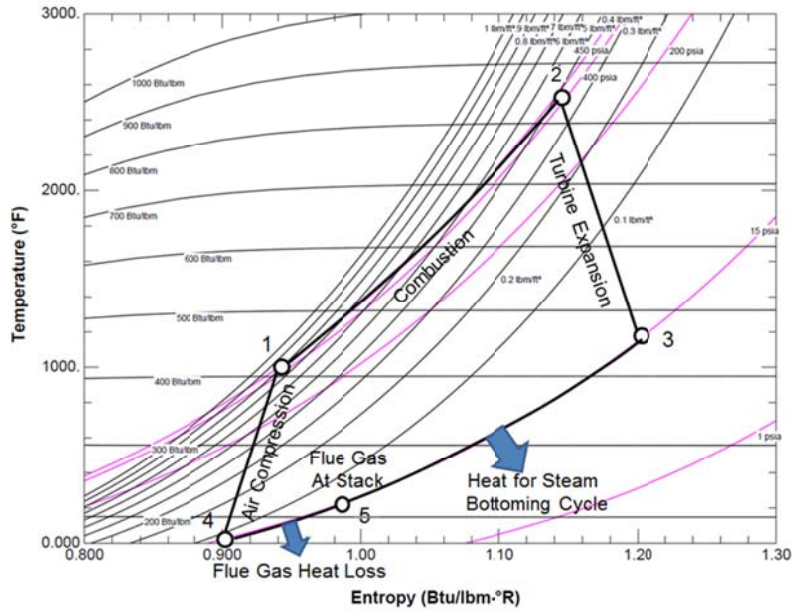 3000.
2000.
1000.
0.000
0.800
0.900
1.00
1.10
1.20
1.30
Temperature (°F)
Entropy (Btu/lbm-°R)
1000 Btu/lbm
900 Btu/lbm
800 Btu/lbm
700 Btu/lbm
600 Btu/lbm
500 Btu/lbm
400 Btu/bm
300 Btu/lbm
200 Btu/lbm
0.4 lbm/ft³
0.3 lbm/ft³
450 psia
400 psia
200 psia
0.1 lbm/ft³
0.2 lbm/ft³
15 psia
1 psia
1
2
3
4
5
Air Compression
Combustion
Turbine Expansion
Flue Gas
At Stack
Heat for Steam
Bottoming Cycle
Flue Gas Heat Loss